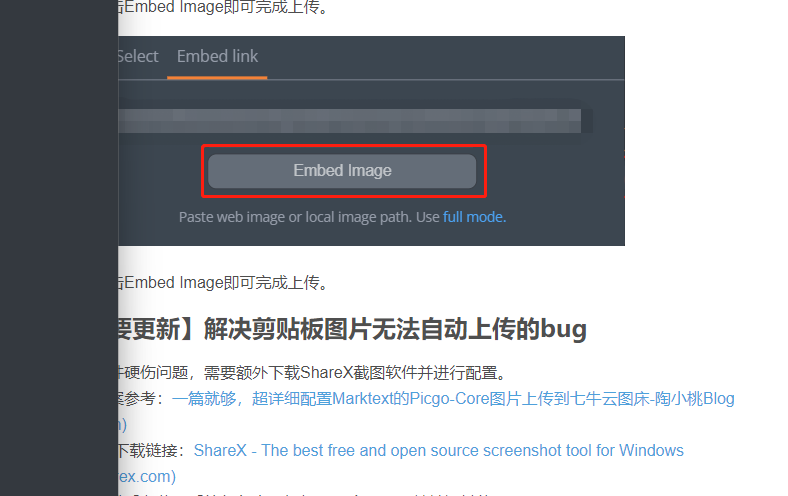 击Embed Image即可完成上传。
Select Embed link
Embed Image
Paste web image or local image path. Use full mode.
击Embed Image即可完成上传。
要更新】解决剪贴板图片无法自动上传的bug
件硬伤问题，需要额外下载ShareX截图软件并进行配置。
案参考：一篇就够，超详细配置Marktext的Picgo-Core图片上传到七牛云图床-陶小桃Blog
)
下载链接：ShareX - The best free and open source screenshot tool for Windows
ex.com)